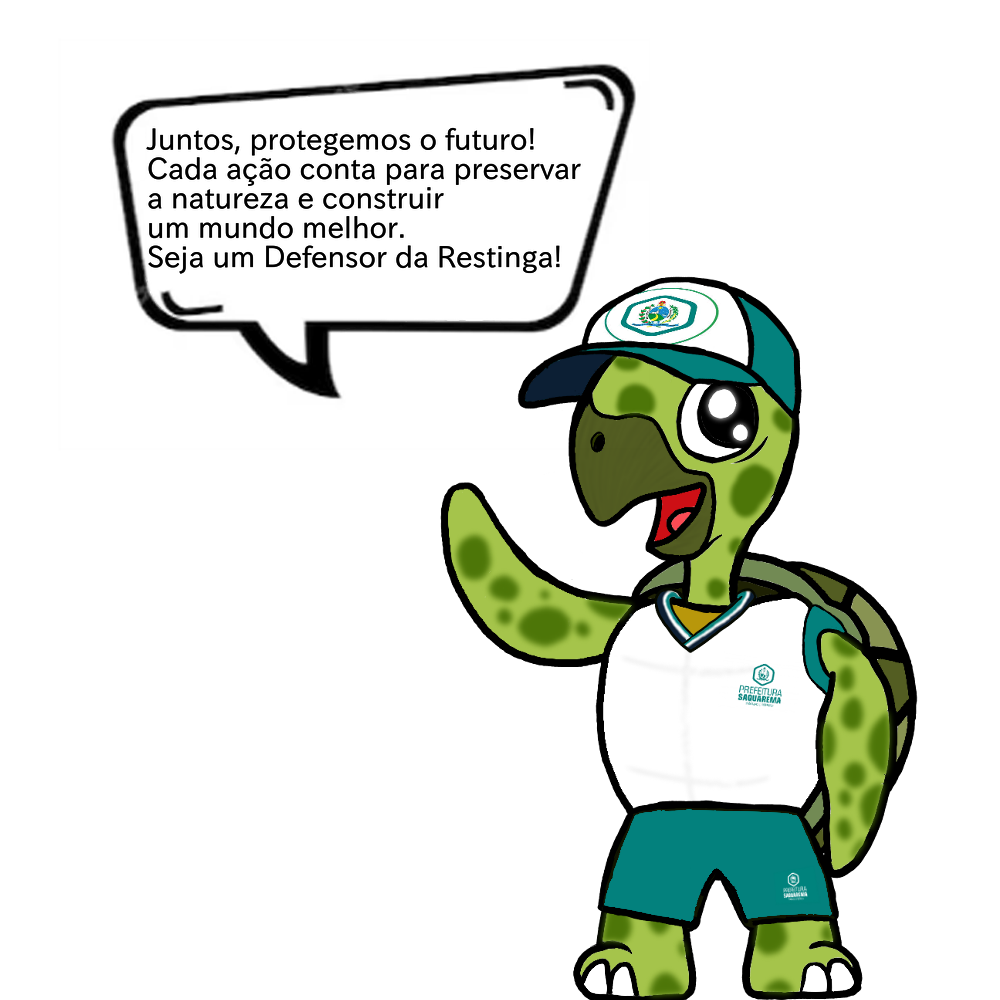 Juntos, protegemos o futuro!
Cada ação conta para preservar
a natureza e construir
um mundo melhor.
Seja um Defensor da Restinga!
PREFEITURA
SAQUAREMA
PREFEITURA
SAQUAREMA